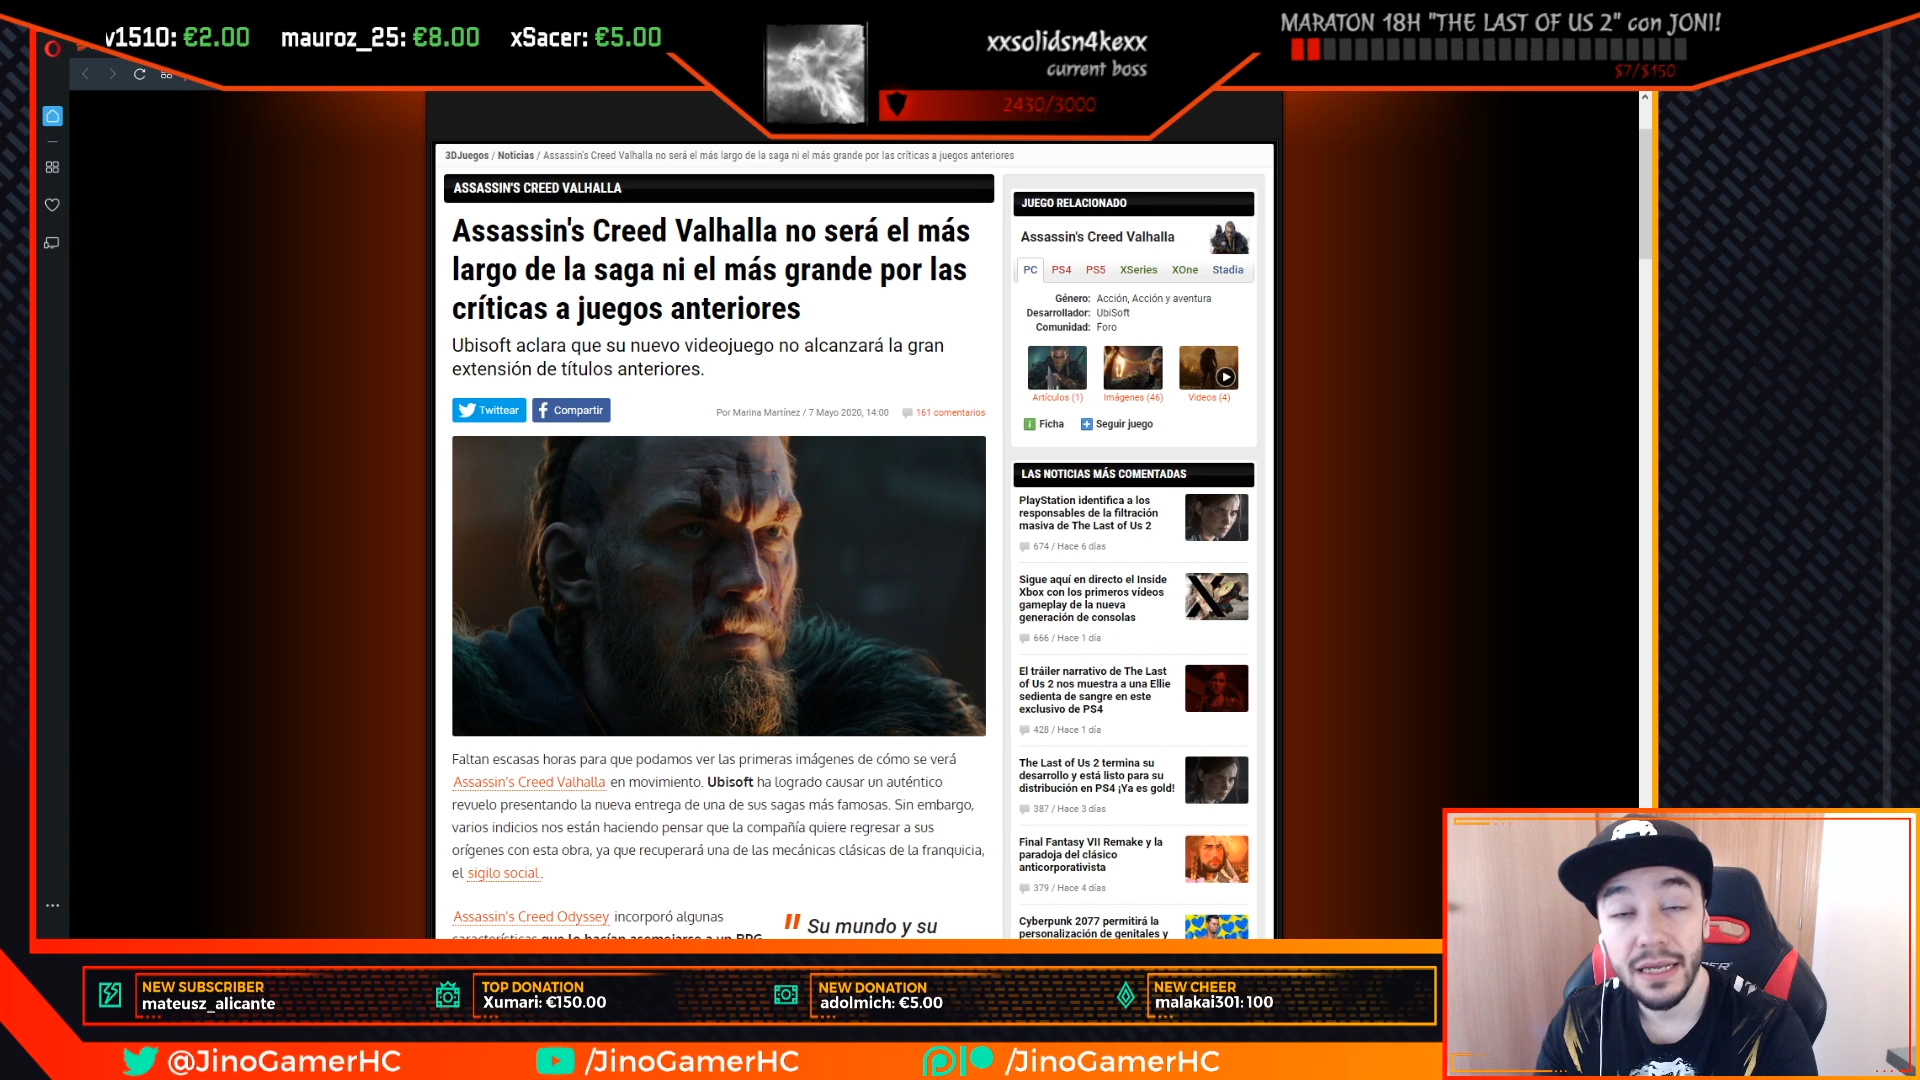 v1510: €2.00 mauroz_25: €8.00 xSacer: €5.00
xxsolidsn4kexx
current boss
2430/3000
MARATON 18H "THE LAST OF US 2" con JONI!
$7/$150
3DJuegos / Noticias / Assassin's Creed Valhalla no será el más largo de la saga ni el más grande por las críticas a juegos anteriores
ASSASSIN'S CREED VALHALLA
Assassin's Creed Valhalla no será el más
largo de la saga ni el más grande por las
críticas a juegos anteriores
Ubisoft aclara que su nuevo videojuego no alcanzará la gran
extensión de títulos anteriores.
Twittear
Compartir
Por Marina Martínez / 7 Mayo 2020, 14:00
161 comentarios
Faltan escasas horas para que podamos ver las primeras imágenes de cómo se verá
Assassin's Creed Valhalla en movimiento. Ubisoft ha logrado causar un auténtico
revuelo presentando la nueva entrega de una de sus sagas más famosas. Sin embargo,
varios indicios nos están haciendo pensar que la compañía quiere regresar a sus
orígenes con esta obra, ya que recuperará una de las mecánicas clásicas de la franquicia,
el sigilo social.
Assassin's Creed Odyssey incorporó algunas
características que lo hacían asemejarse a un RPG
" Su mundo y su
JUEGO RELACIONADO
Assassin's Creed Valhalla
PC PS4 PS5 XSeries XOne Stadia
Género: Acción, Acción y aventura
Desarrollador: UbiSoft
Comunidad: Foro
Artículos (1) Imágenes (46) Videos (4)
Ficha Seguir juego
LAS NOTICIAS MÁS COMENTADAS
PlayStation identifica a los
responsables de la filtración
masiva de The Last of Us 2
674 / Hace 6 días
Sigue aquí en directo el Inside
Xbox con los primeros vídeos
gameplay de la nueva
generación de consolas
666 / Hace 1 día
El tráiler narrativo de The Last
of Us 2 nos muestra a una Ellie
sedienta de sangre en este
exclusivo de PS4
428 / Hace 1 día
The Last of Us 2 termina su
desarrollo y está listo para su
distribución en PS4 ¡Ya es gold!
387 / Hace 3 días
Final Fantasy VII Remake y la
paradoja del clásico
anticorporativista
379 / Hace 4 días
Cyberpunk 2077 permitirá la
personalización de genitales y
NEW SUBSCRIBER
mateusz_alicante
TOP DONATION
Xumari: €150.00
NEW DONATION
adolmich: €5.00
NEW CHEER
malakai301: 100
@JinoGamerHC
/JinoGamerHC
/JinoGamerHC